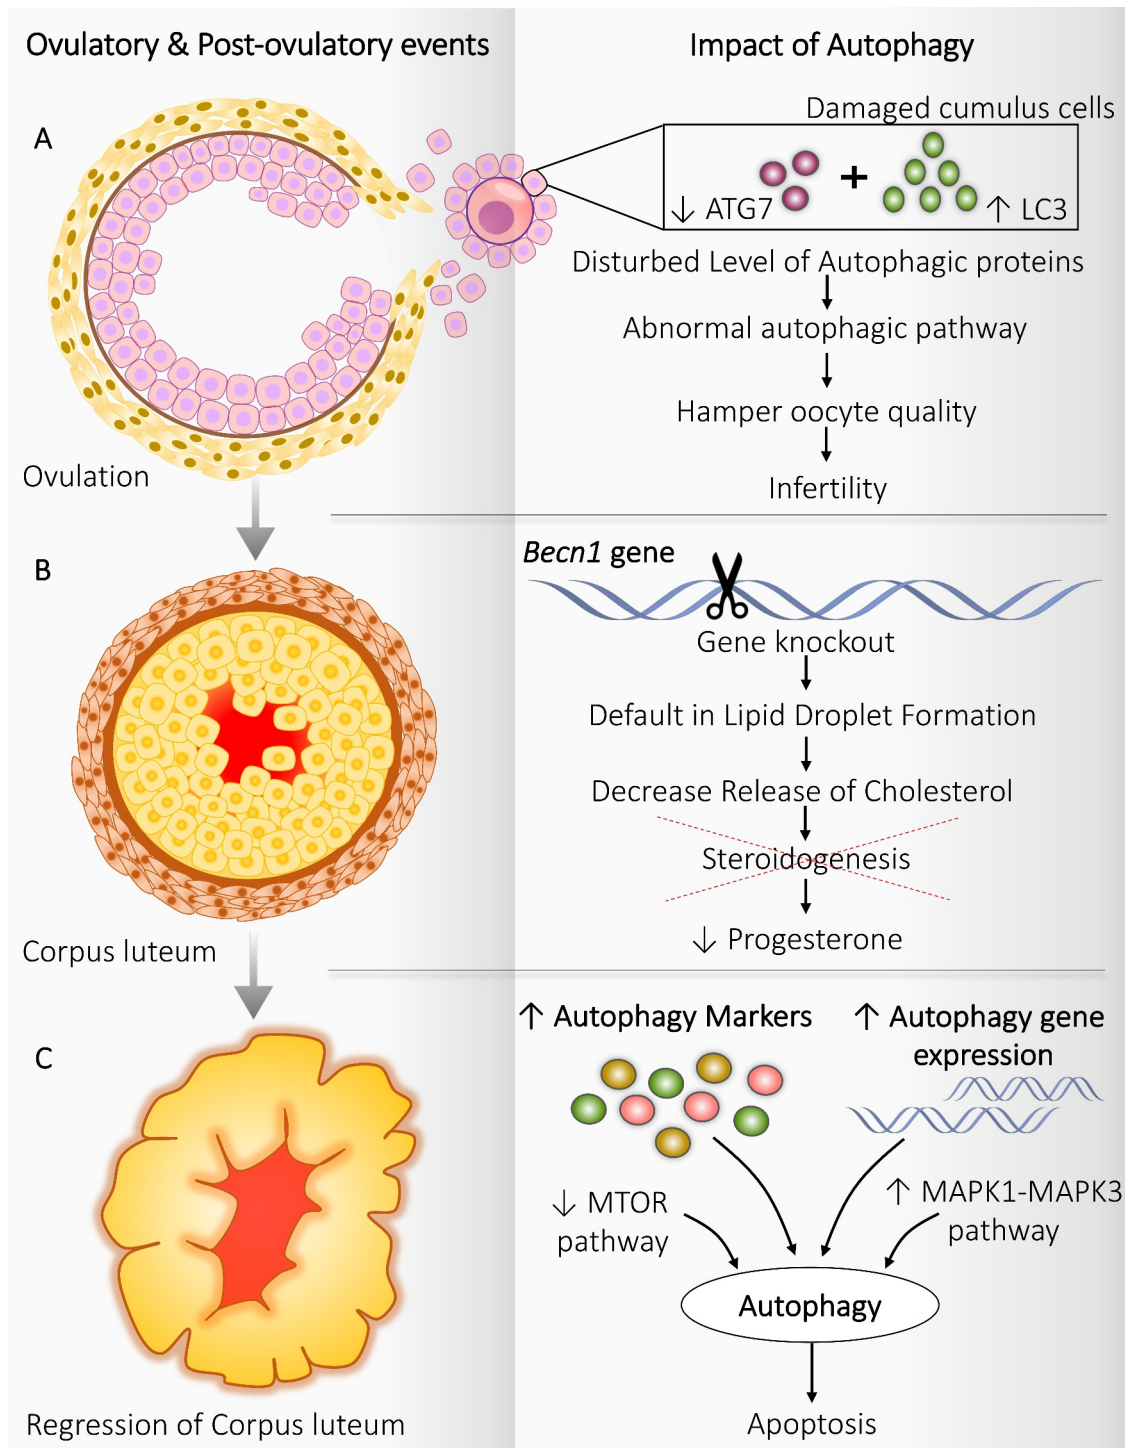 Ovulatory & Post-ovulatory events
Impact of Autophagy
A
Damaged cumulus cells
+
↓ ATG7
↑ LC3
Disturbed Level of Autophagic proteins
Abnormal autophagic pathway
Hamper oocyte quality
Infertility
Ovulation
B
Becn1 gene
Gene knockout
Default in Lipid Droplet Formation
Decrease Release of Cholesterol
Steroidogenesis
↓ Progesterone
Corpus luteum
C
↑ Autophagy Markers
↑ Autophagy gene
expression
↓ MTOR
pathway
↑ MAPK1-MAPK3
pathway
Autophagy
Apoptosis
Regression of Corpus luteum